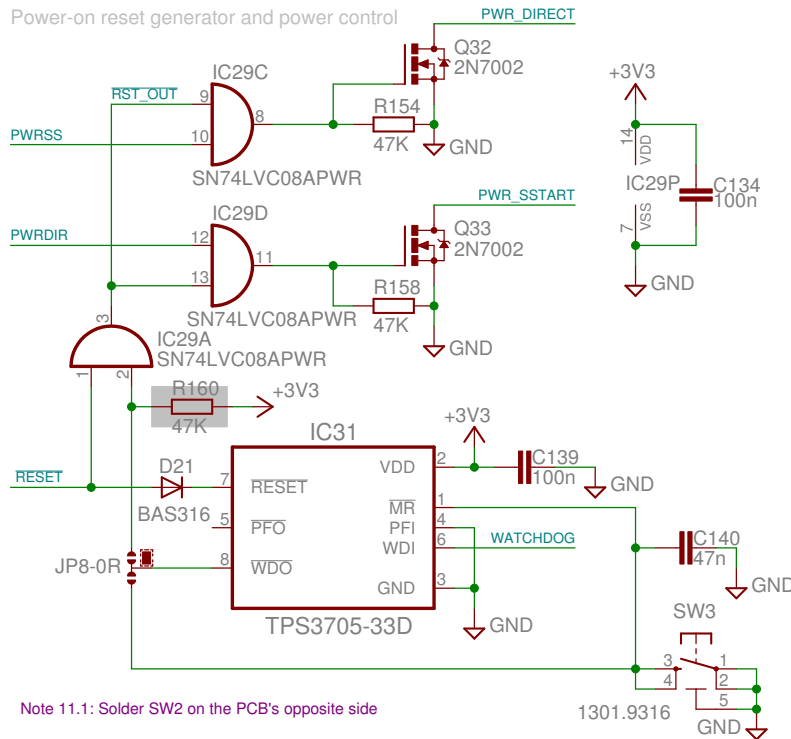 Power-on reset generator and power control
PWR_DIRECT
Q32
2N7002
IC29C
RST_OUT
9
8
10
PWRSS
R154
47K
GND
SN74LVC08APWR
+3V3
14
VDD
IC29P
C134
100n
7
VSS
GND
PWR_SSTART
IC29D
Q33
2N7002
PWRDIR
12
11
13
R158
47K
SN74LVC08APWR
GND
3
IC29A
SN74LVC08APWR
1
2
R160
47K
+3V3
IC31
+3V3
C139
100n
GND
RESET
D21
BAS316
7
RESET
VDD
2
MR
1
5
PFO
PFI
4
WDI
6
WATCHDOG
JP8-0R
8
WDO
GND
3
TPS3705-33D
GND
C140
47n
GND
SW3
3
1
4
2
5
1301.9316
GND
Note 11.1: Solder SW2 on the PCB's opposite side